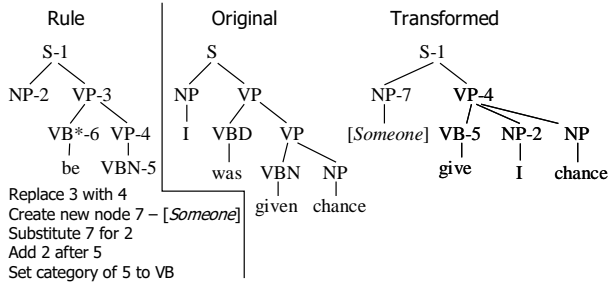 Rule Original Transformed
S-1 S S-1
NP-2 VP-3 NP VP NP-7 VP-4
VB*-6 VP-4 I VBD VP [Someone] VB-5 NP-2 NP
be VBN-5 was VBN NP give I chance
given chance
Replace 3 with 4
Create new node 7 – [Someone]
Substitute 7 for 2
Add 2 after 5
Set category of 5 to VB